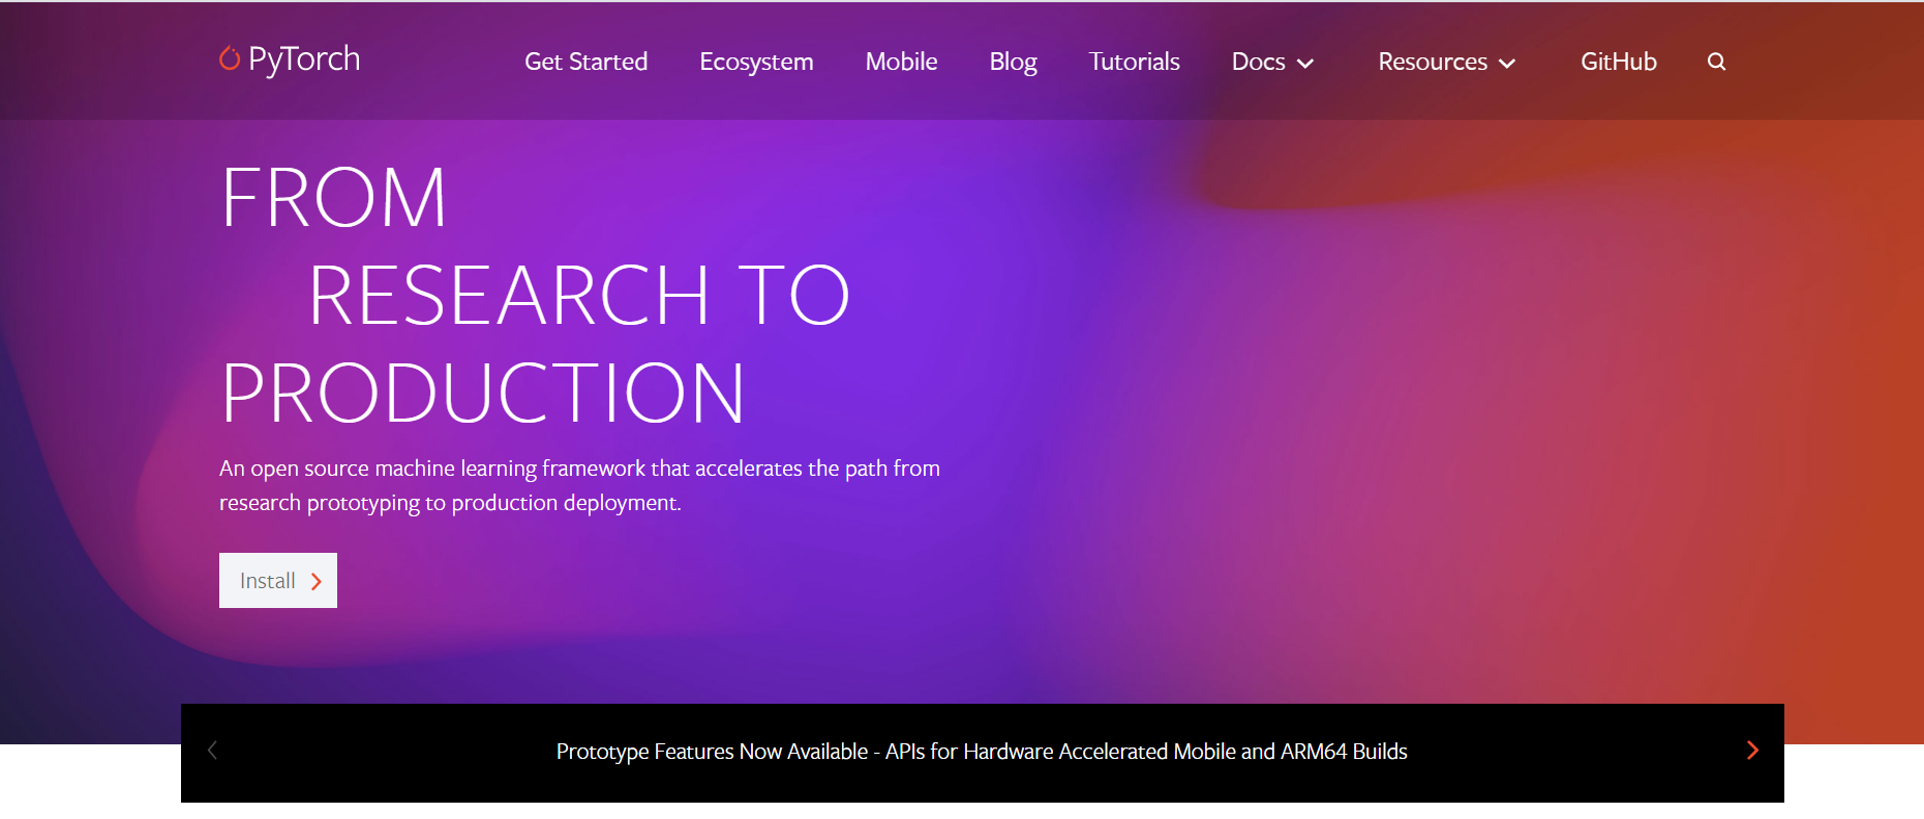 PyTorch
Get Started Ecosystem Mobile Blog Tutorials Docs Resources GitHub
FROM
RESEARCH TO
PRODUCTION
An open source machine learning framework that accelerates the path from
research prototyping to production deployment.
Install
Prototype Features Now Available - APIs for Hardware Accelerated Mobile and ARM64 Builds